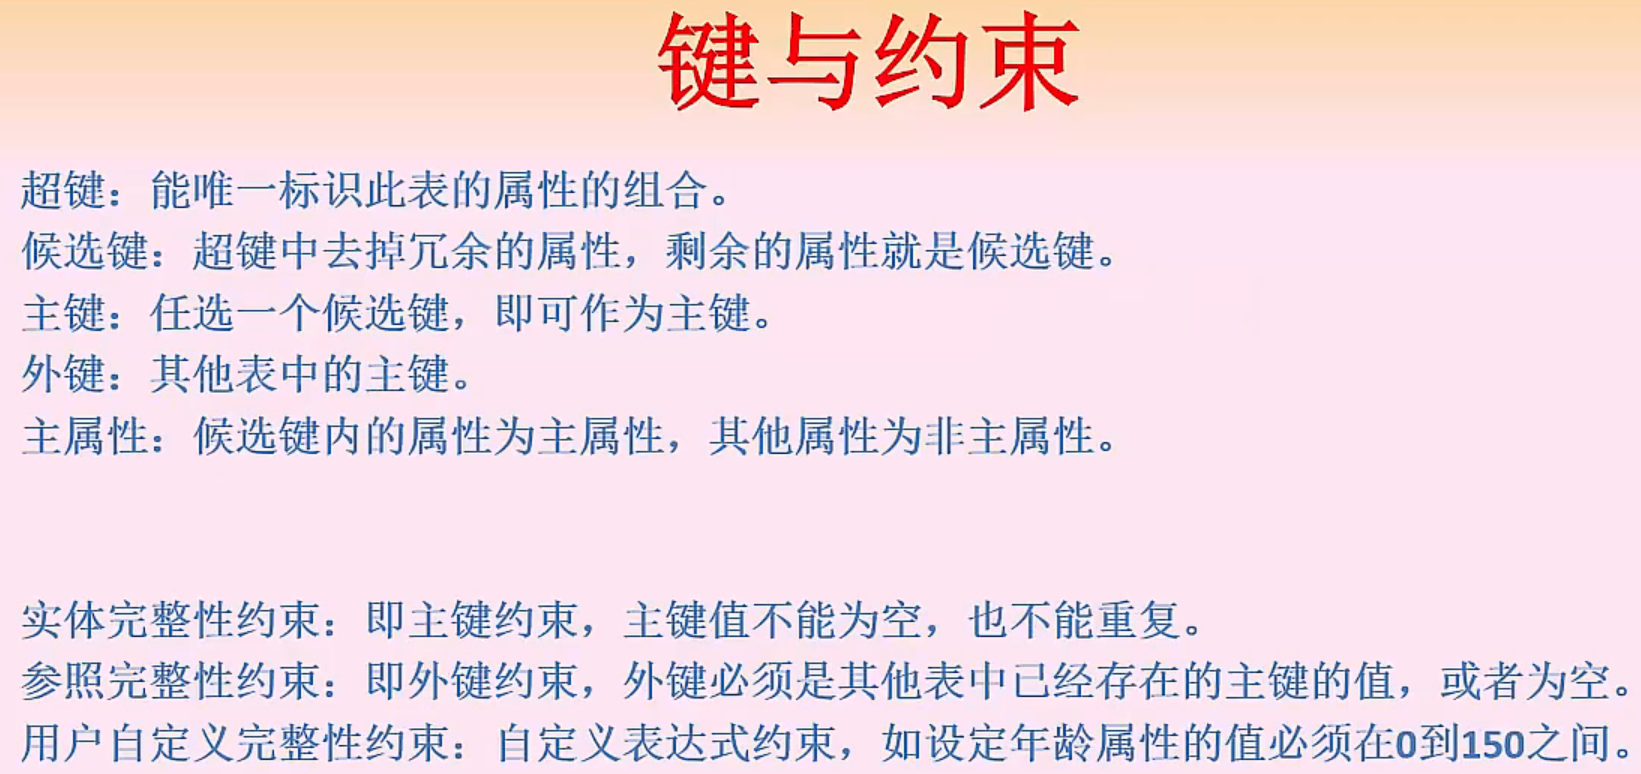 键与约束
超键：能唯一标识此表的属性的组合。
候选键：超键中去掉冗余的属性，剩余的属性就是候选键。
主键：任选一个候选键，即可作为主键。
外键：其他表中的主键。
主属性：候选键内的属性为主属性，其他属性为非主属性。
实体完整性约束：即主键约束，主键值不能为空，也不能重复。
参照完整性约束：即外键约束，外键必须是其他表中已经存在的主键的值，或者为空。
用户自定义完整性约束：自定义表达式约束，如设定年龄属性的值必须在0到150之间。